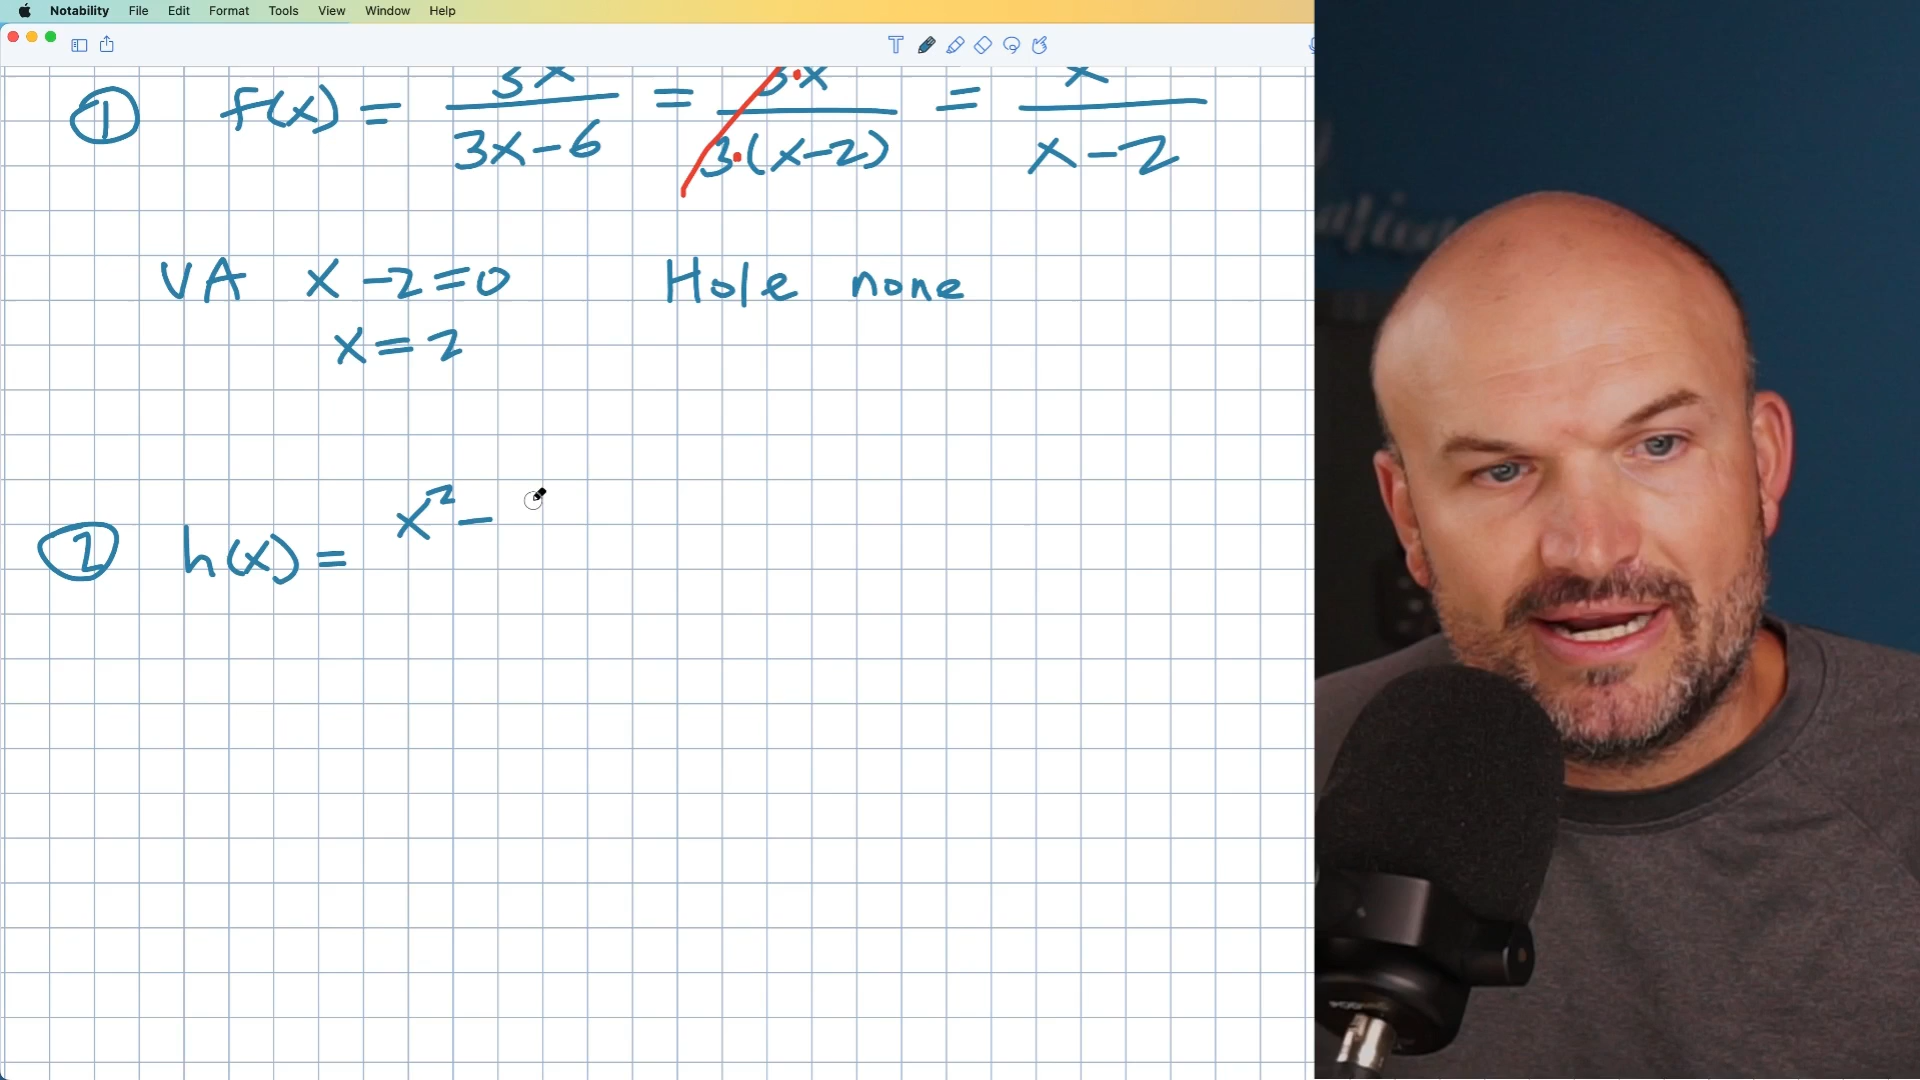 Notability File Edit Format Tools View Window Help
① f(x) = 3x / 3x-6 = 3·x / 3·(x-2) = x / x-2
VA x-2=0 Hole none
x=2
② h(x) = x²-